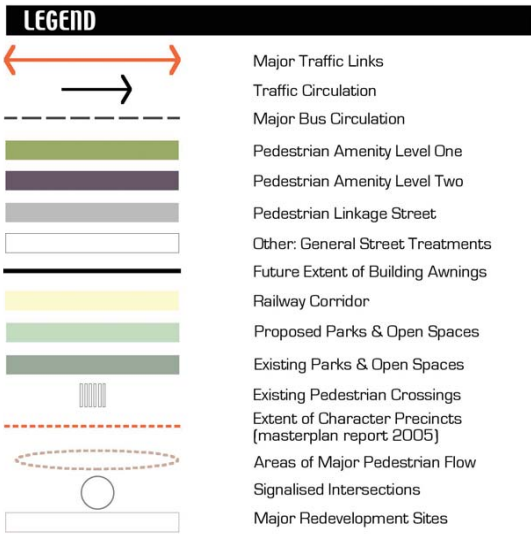 LEGEND
Major Traffic Links
Traffic Circulation
Major Bus Circulation
Pedestrian Amenity Level One
Pedestrian Amenity Level Two
Pedestrian Linkage Street
Other: General Street Treatments
Future Extent of Building Awnings
Railway Corridor
Proposed Parks & Open Spaces
Existing Parks & Open Spaces
Existing Pedestrian Crossings
Extent of Character Precincts
(masterplan report 2005)
Areas of Major Pedestrian Flow
Signalised Intersections
Major Redevelopment Sites